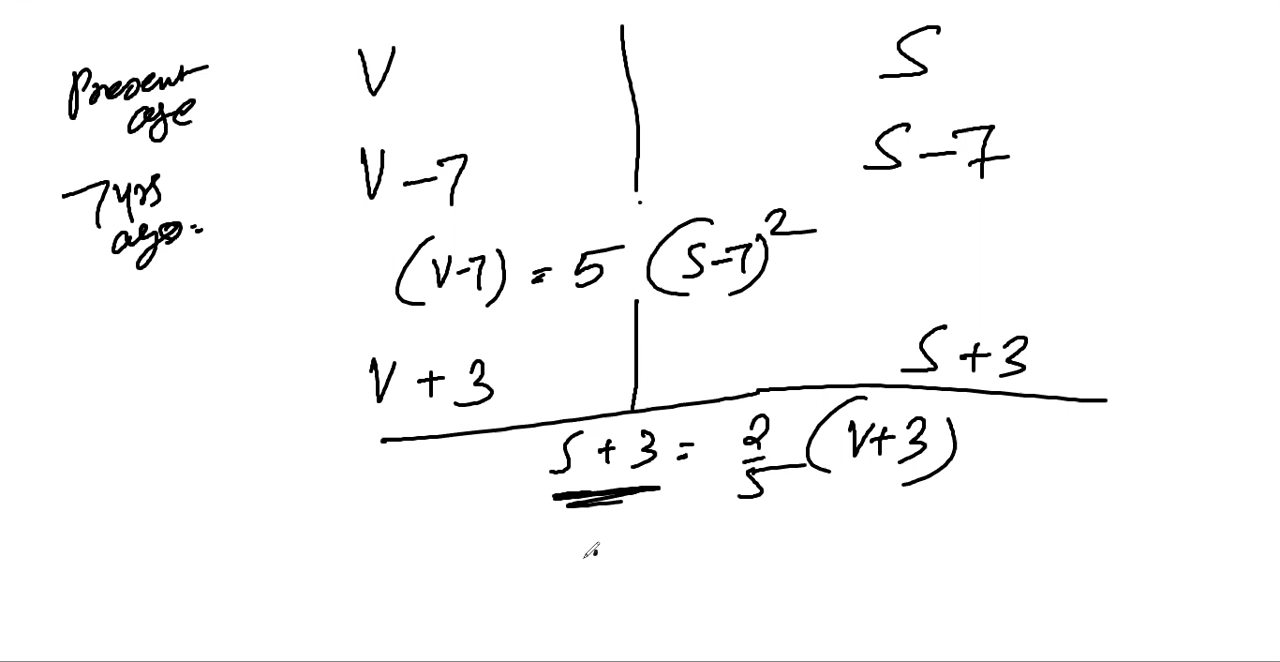 Present V S
age
V-7 S-7
7 yrs
ago =
(V-7) = 5 (S-7)²
V+3 S+3
S+3 = 2/5 (V+3)